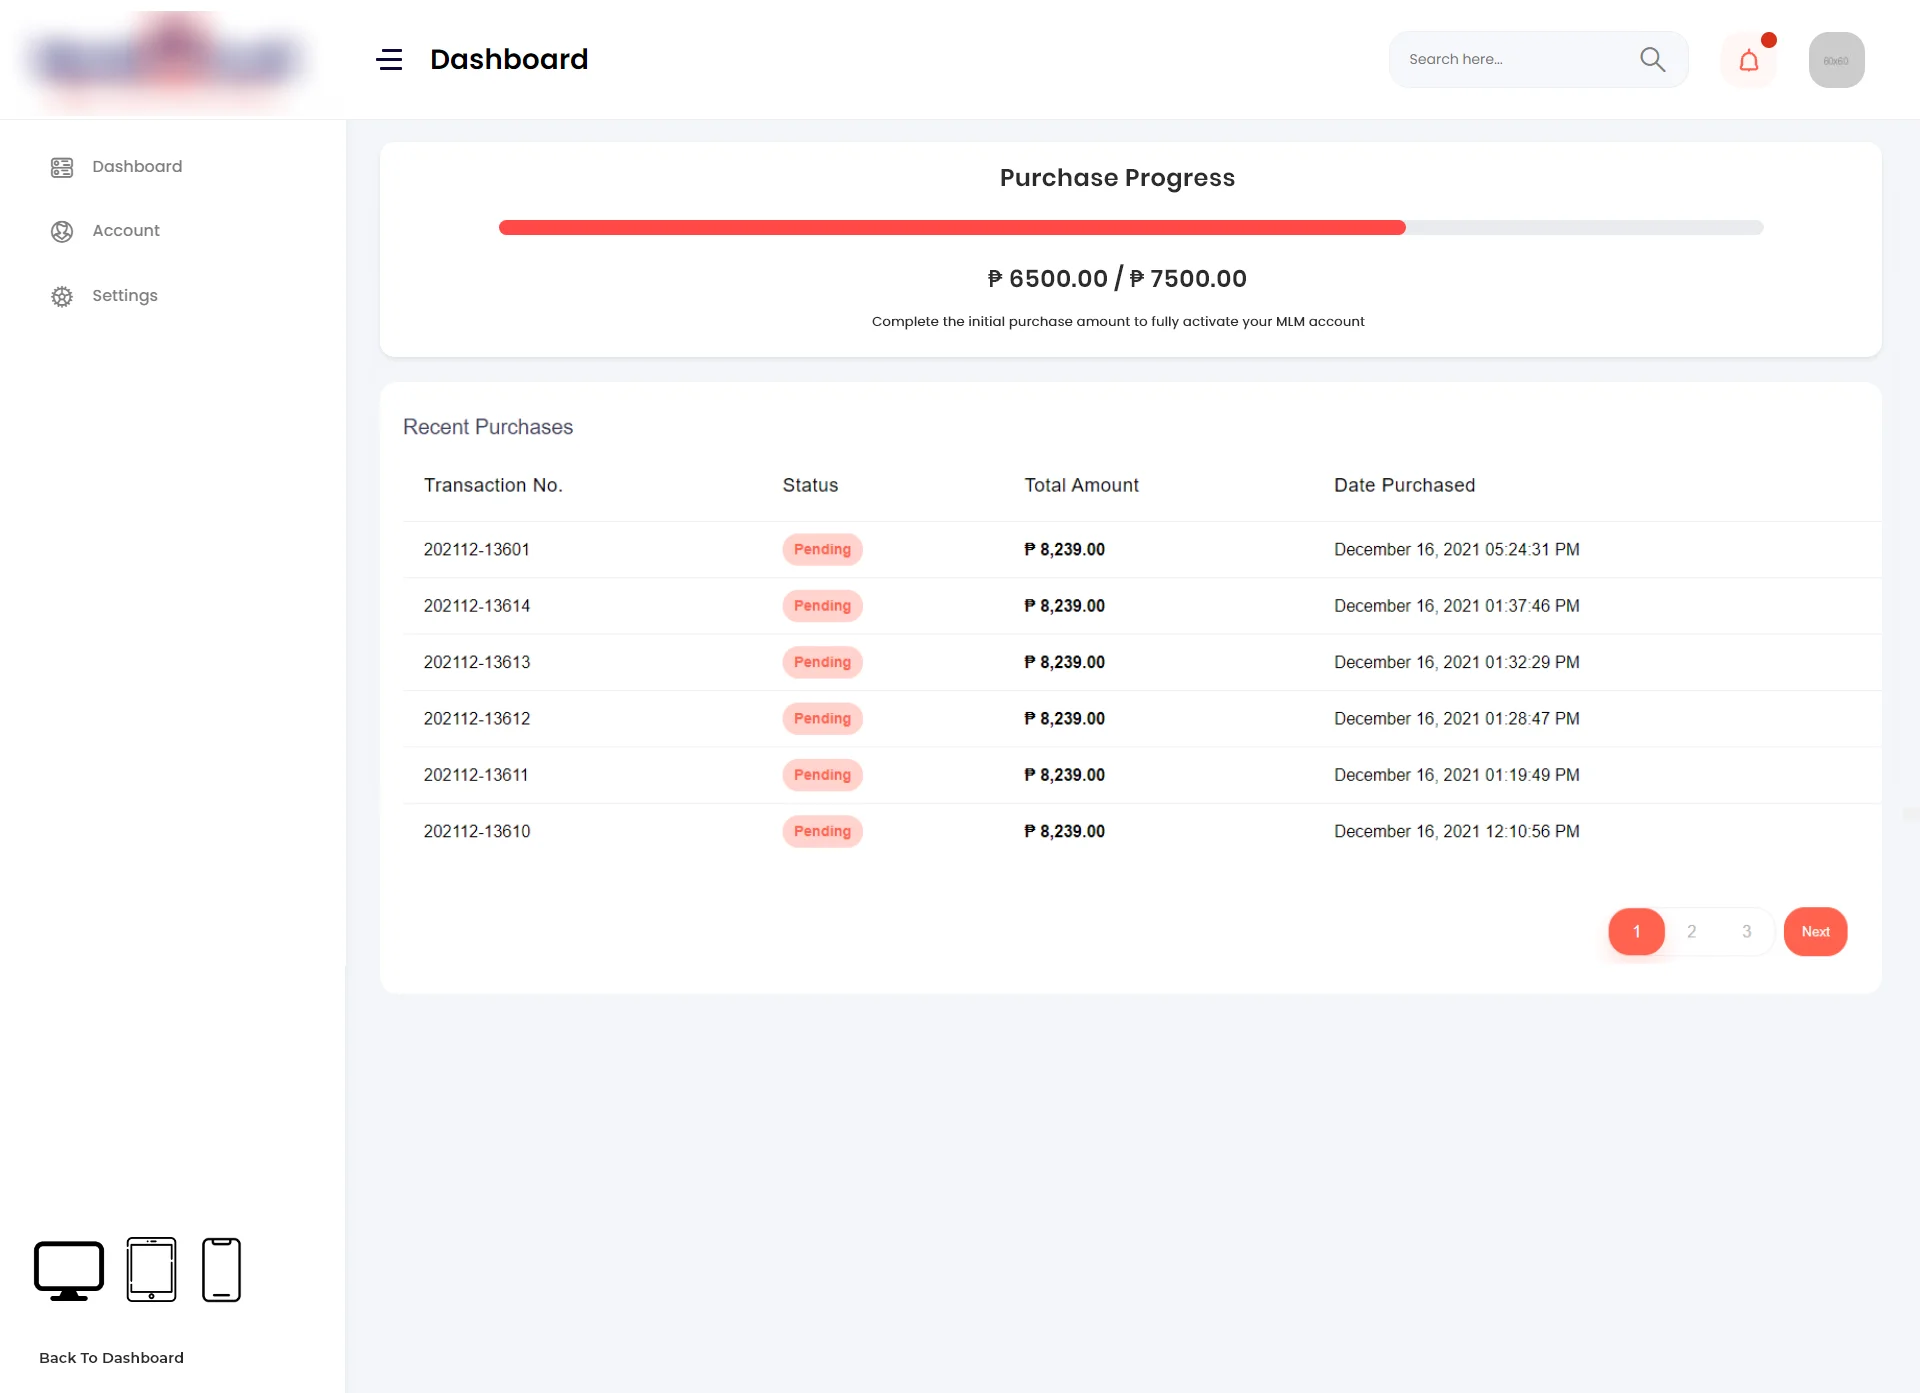 Dashboard
Search here...
60x60
Dashboard
Account
Settings
Purchase Progress
₱ 6500.00 / ₱ 7500.00
Complete the initial purchase amount to fully activate your MLM account
Recent Purchases
Transaction No. Status Total Amount Date Purchased
202112-13601 Pending ₱ 8,239.00 December 16, 2021 05:24:31 PM
202112-13614 Pending ₱ 8,239.00 December 16, 2021 01:37:46 PM
202112-13613 Pending ₱ 8,239.00 December 16, 2021 01:32:29 PM
202112-13612 Pending ₱ 8,239.00 December 16, 2021 01:28:47 PM
202112-13611 Pending ₱ 8,239.00 December 16, 2021 01:19:49 PM
202112-13610 Pending ₱ 8,239.00 December 16, 2021 12:10:56 PM
1 2 3 Next
Back To Dashboard